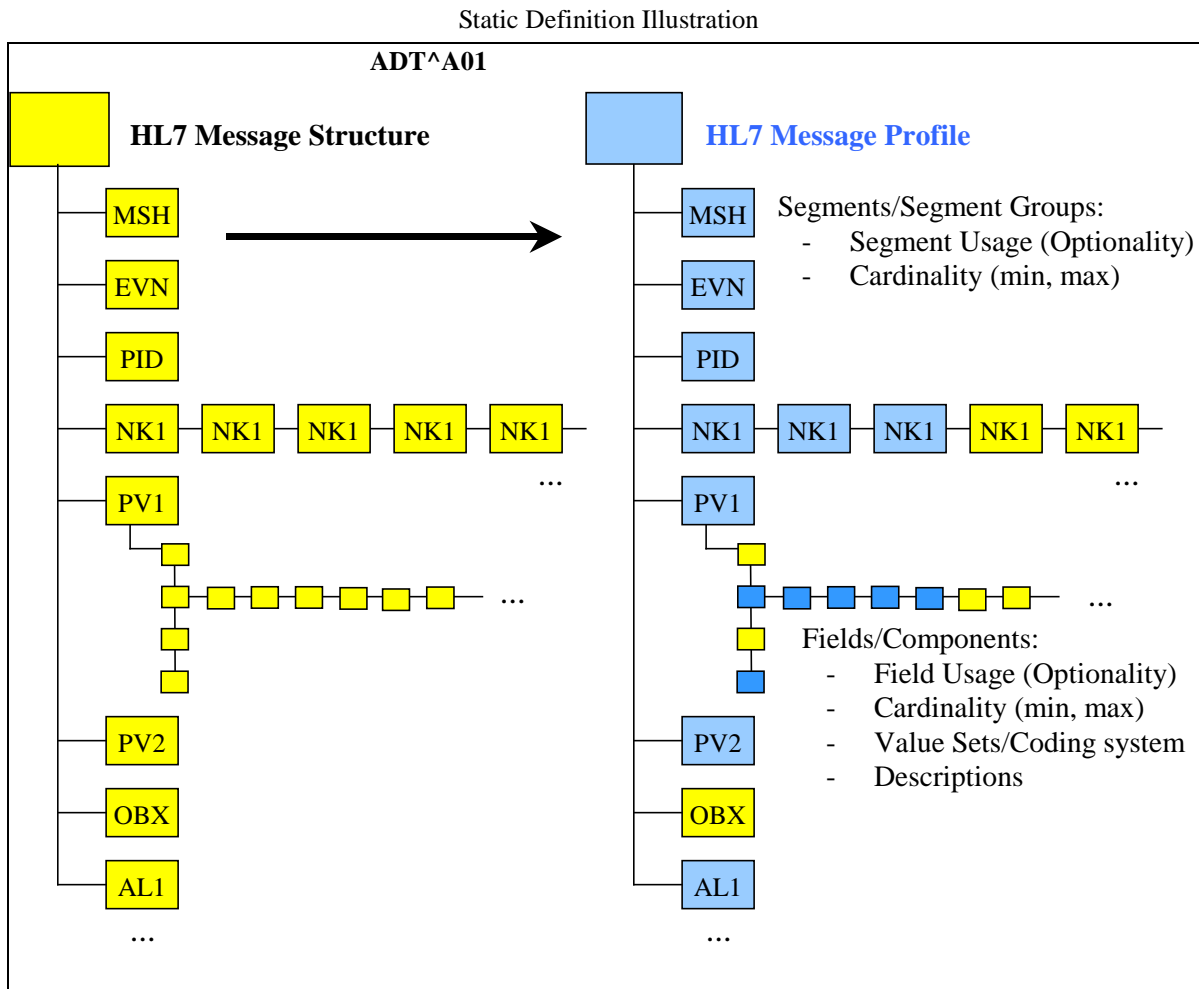 Static Definition Illustration
ADT^A01
HL7 Message Structure
MSH
EVN
PID
NK1 NK1 NK1 NK1 NK1
...
PV1
...
PV2
OBX
AL1
...
HL7 Message Profile
MSH
Segments/Segment Groups:
- Segment Usage (Optionality)
- Cardinality (min, max)
EVN
PID
NK1 NK1 NK1 NK1 NK1
...
PV1
...
Fields/Components:
- Field Usage (Optionality)
- Cardinality (min, max)
- Value Sets/Coding system
- Descriptions
PV2
OBX
AL1
...